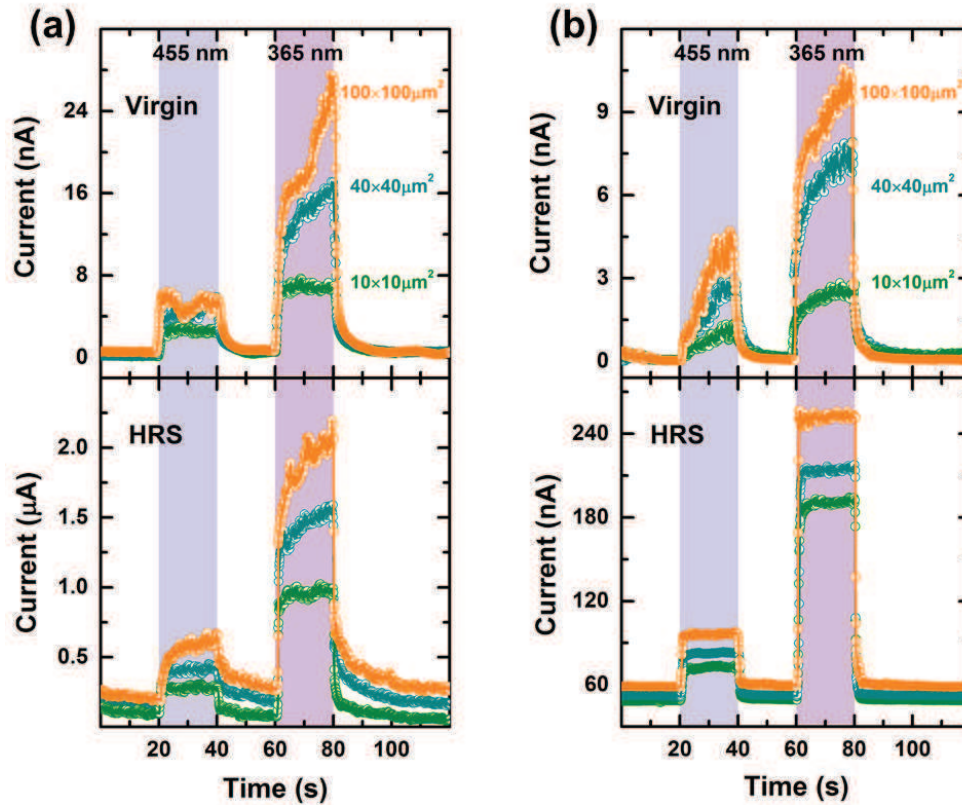 (a)
455 nm
365 nm
Virgin
100×100μm²
40×40μm²
10×10μm²
Current (nA)
24
16
8
0
HRS
Current (μA)
2.0
1.5
1.0
0.5
20 40 60 80 100
Time (s)
(b)
455 nm
365 nm
Virgin
100×100μm²
40×40μm²
10×10μm²
Current (nA)
9
6
3
0
HRS
Current (nA)
240
180
120
60
20 40 60 80 100
Time (s)